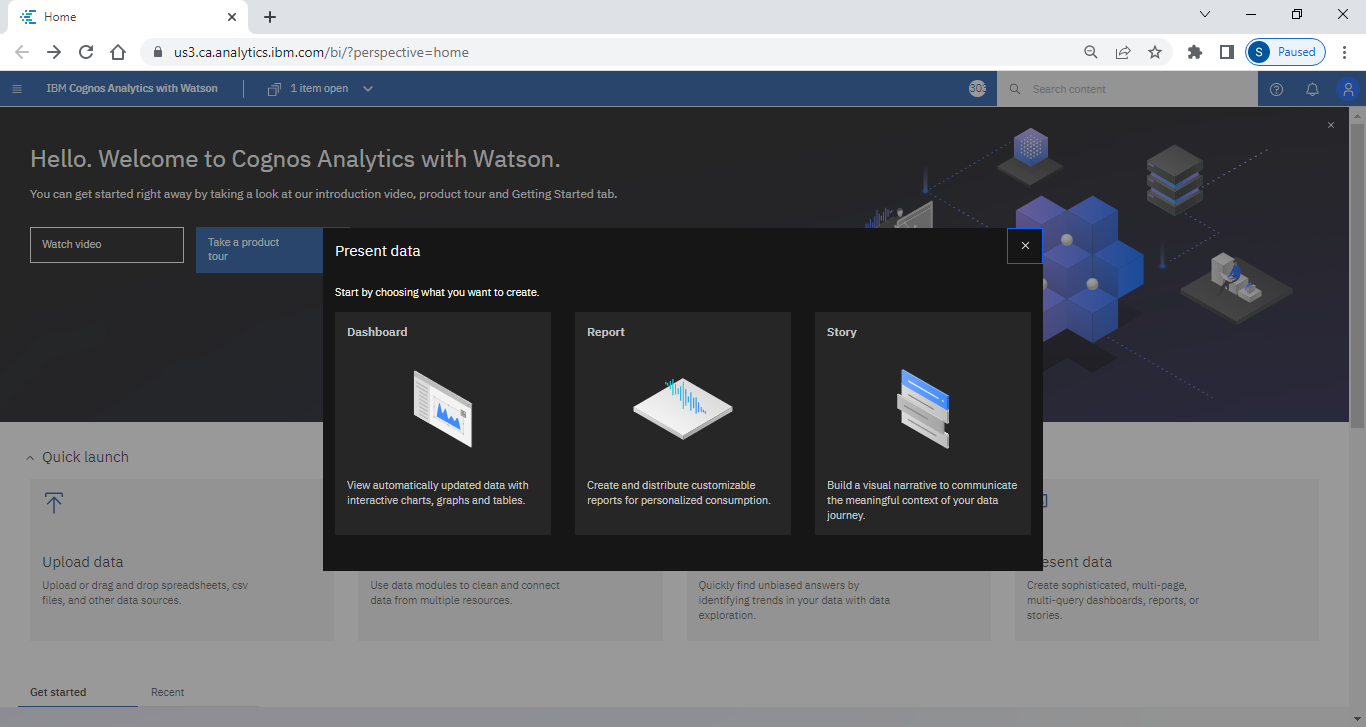 Home
us3.ca.analytics.ibm.com/bi/?perspective=home
S Paused
IBM Cognos Analytics with Watson
1 item open
303
Search content
Hello. Welcome to Cognos Analytics with Watson.
You can get started right away by taking a look at our introduction video, product tour and Getting Started tab.
Watch video
Take a product
tour
Present data
Start by choosing what you want to create.
Dashboard
View automatically updated data with
interactive charts, graphs and tables.
Report
Create and distribute customizable
reports for personalized consumption.
Story
Build a visual narrative to communicate
the meaningful context of your data
journey.
Quick launch
Upload data
Upload or drag and drop spreadsheets, csv
files, and other data sources.
Use data modules to clean and connect
data from multiple resources.
Quickly find unbiased answers by
identifying trends in your data with data
exploration.
esent data
Create sophisticated, multi-page,
multi-query dashboards, reports, or
stories.
Get started
Recent